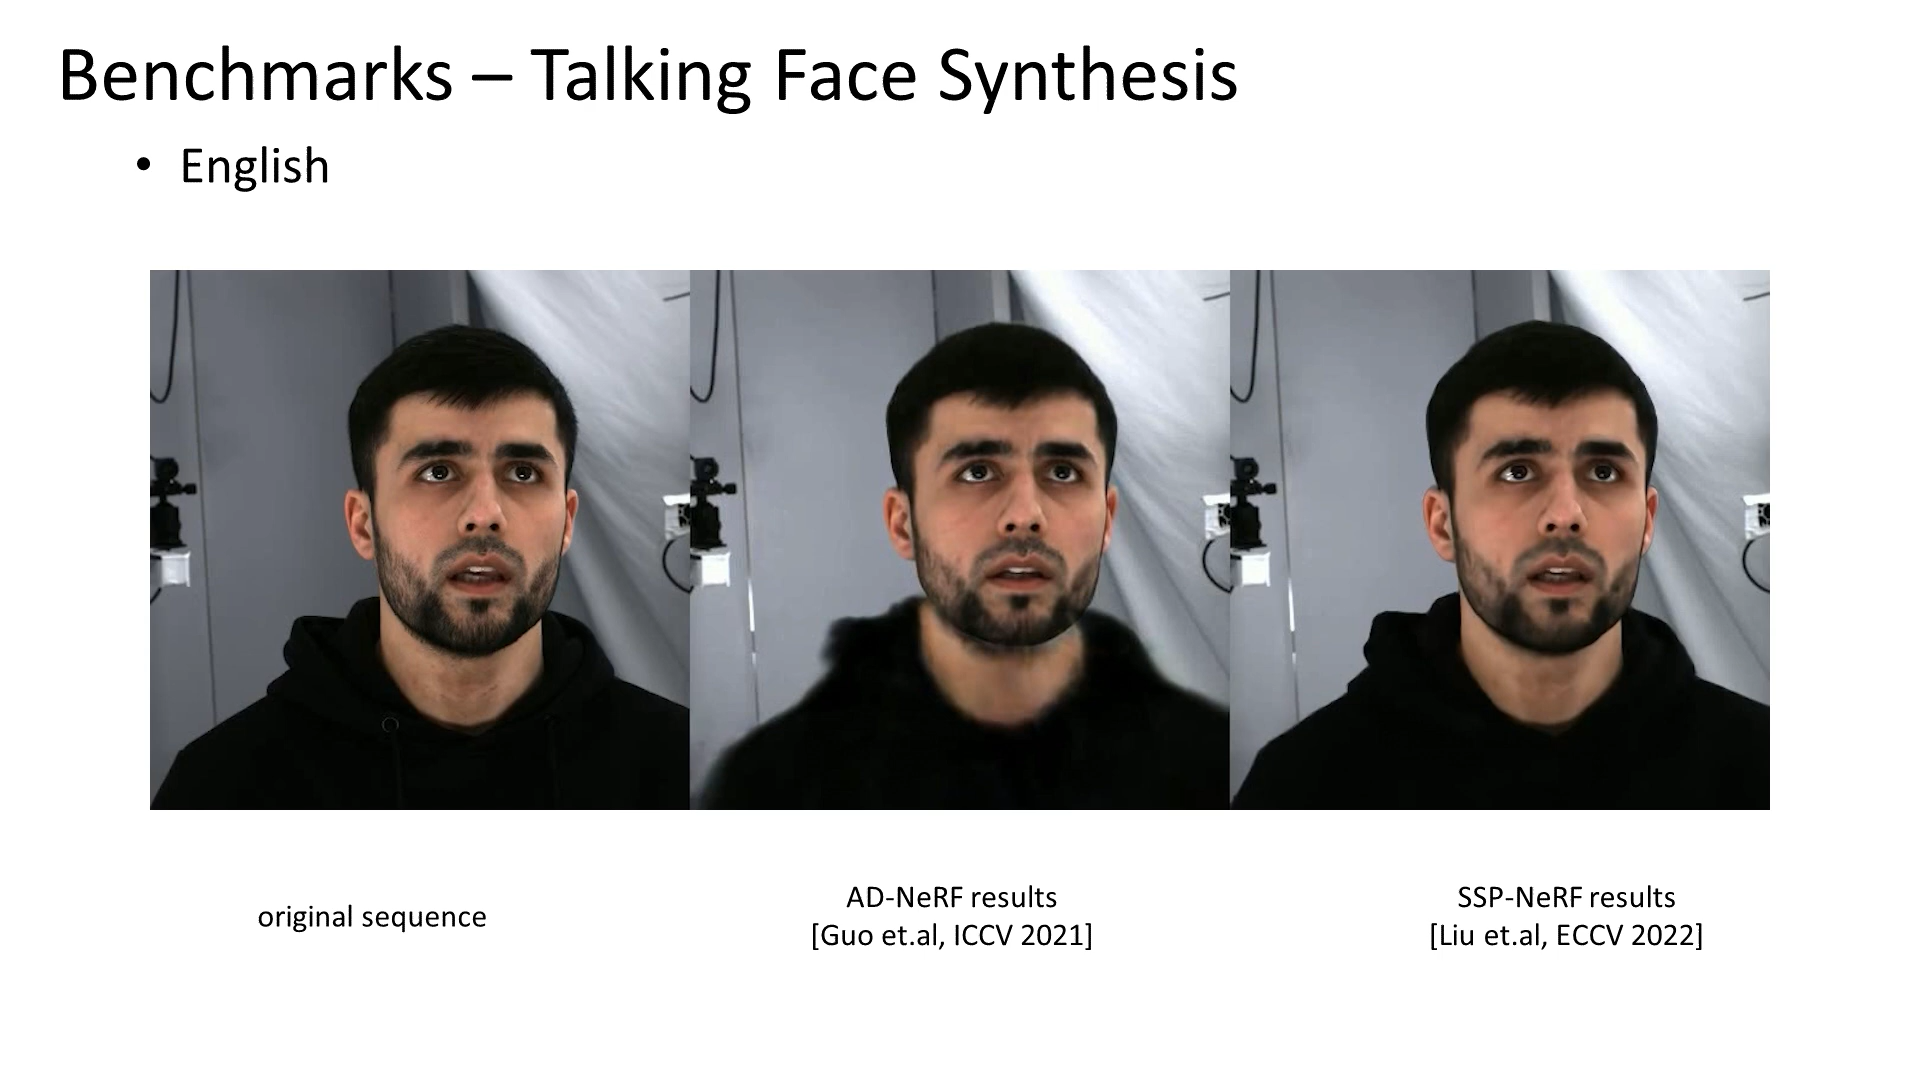 Benchmarks – Talking Face Synthesis
• English
original sequence
AD-NeRF results
[Guo et.al, ICCV 2021]
SSP-NeRF results
[Liu et.al, ECCV 2022]